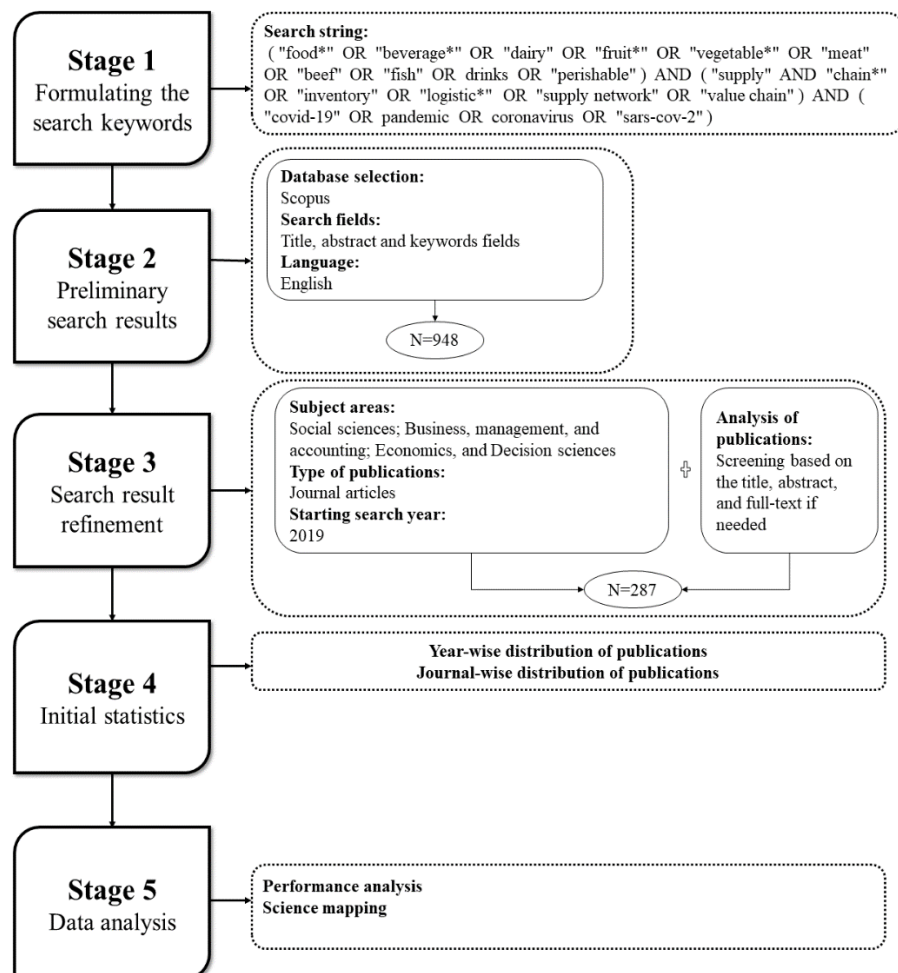 Stage 1
Formulating the
search keywords
Search string:
( "food*" OR "beverage*" OR "dairy" OR "fruit*" OR "vegetable*" OR "meat"
OR "beef" OR "fish" OR drinks OR "perishable" ) AND ( "supply" AND "chain*"
OR "inventory" OR "logistic*" OR "supply network" OR "value chain" ) AND (
"covid-19" OR pandemic OR coronavirus OR "sars-cov-2" )
Stage 2
Preliminary
search results
Database selection:
Scopus
Search fields:
Title, abstract and keywords fields
Language:
English
N=948
Stage 3
Search result
refinement
Subject areas:
Social sciences; Business, management, and
accounting; Economics, and Decision sciences
Type of publications:
Journal articles
Starting search year:
2019
Analysis of
publications:
Screening based on
the title, abstract,
and full-text if
needed
N=287
Stage 4
Initial statistics
Year-wise distribution of publications
Journal-wise distribution of publications
Stage 5
Data analysis
Performance analysis
Science mapping